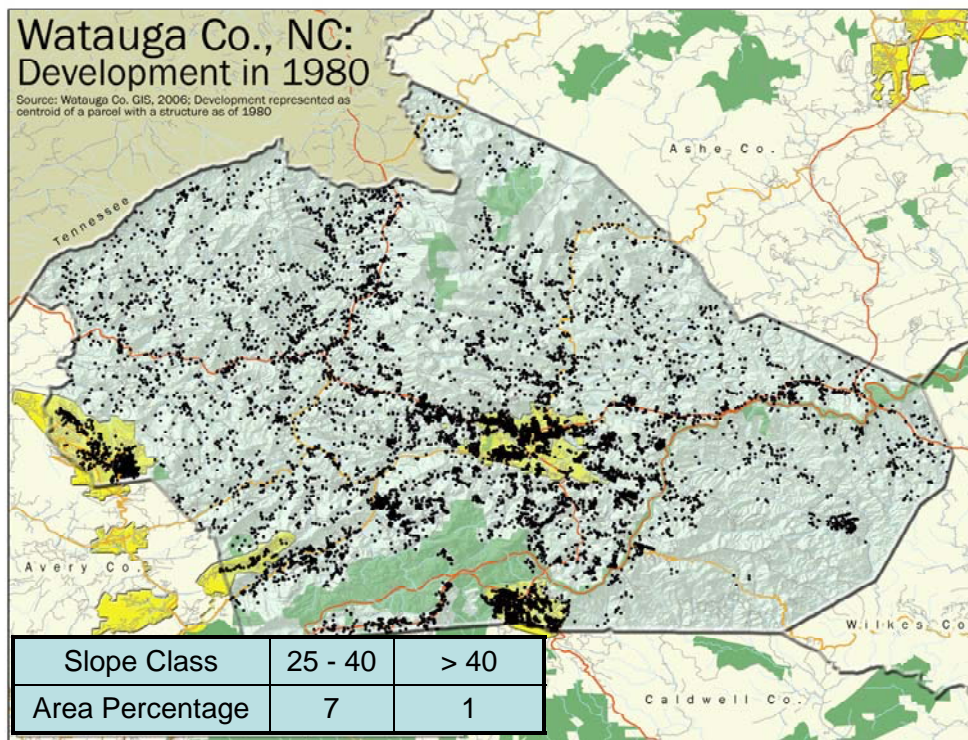 Watauga Co., NC:
Development in 1980
Source: Watauga Co. GIS, 2006; Development represented as
centroid of a parcel with a structure as of 1980
Ashe Co.
Tennessee
Avery Co.
Wilkes Co
Caldwell Co.
Slope Class 25 - 40 > 40
Area Percentage 7 1